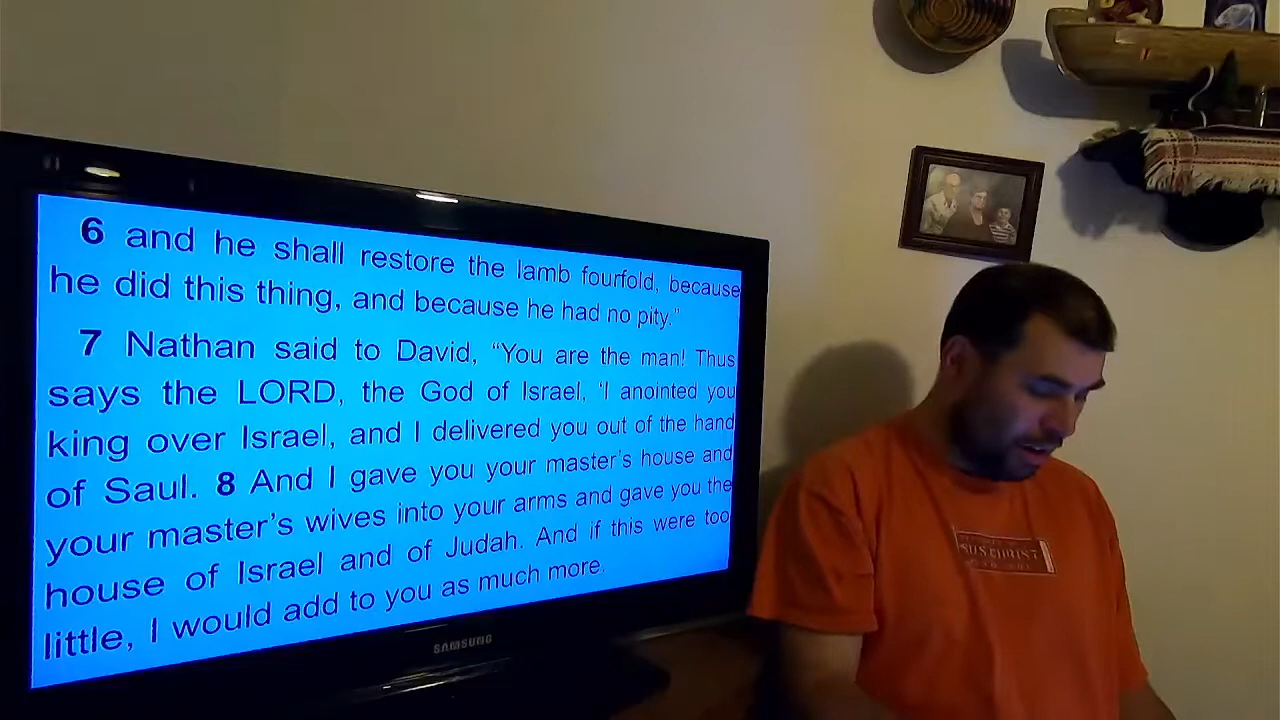 6 and he shall restore the lamb fourfold, because
he did this thing, and because he had no pity.”
7 Nathan said to David, “You are the man! Thus
says the LORD, the God of Israel, ‘I anointed you
king over Israel, and I delivered you out of the hand
of Saul. 8 And I gave you your master’s house and
your master’s wives into your arms and gave you the
house of Israel and of Judah. And if this were too
little, I would add to you as much more.
SAMSUNG